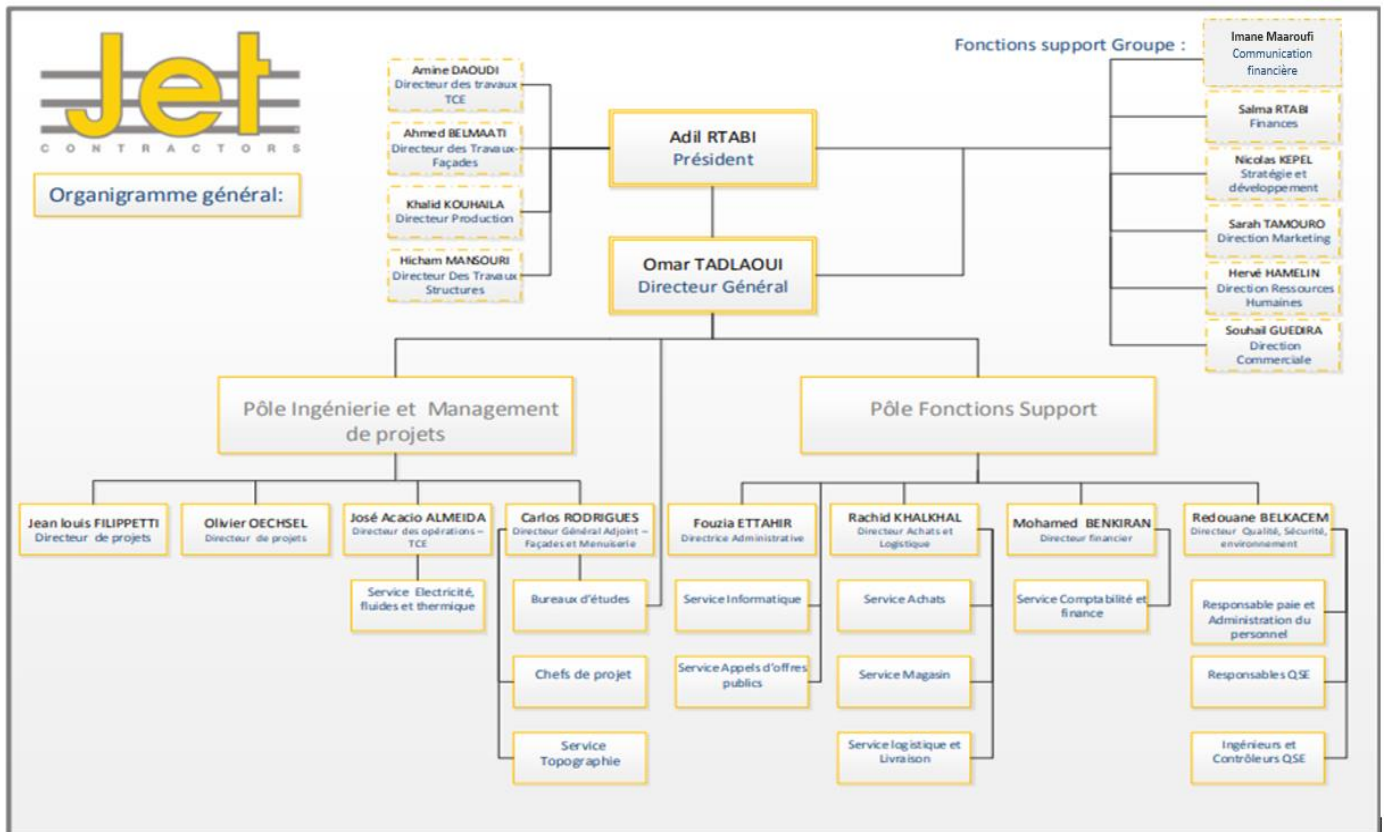 Jet
CONTRACTORS
Organigramme général:
Amine DAOUDI
Directeur des travaux
TCE
Ahmed BELMAATI
Directeur des Travaux-
Façades
Khalid KOUHAILA
Directeur Production
Hicham MANSOURI
Directeur Des Travaux
Structures
Adil RTABI
Président
Omar TADLAOUI
Directeur Général
Fonctions support Groupe :
Imane Maaroufi
Communication
financière
Salma RTABI
Finances
Nicolas KEPEL
Stratégie et
développement
Sarah TAMOURO
Direction Marketing
Hervé HAMELIN
Direction Ressources
Humaines
Souhail GUEDIRA
Direction
Commerciale
Pôle Ingénierie et Management
de projets
Pôle Fonctions Support
Jean louis FILIPPETTI
Directeur de projets
Olivier OECHSEL
Directeur de projets
José Acacio ALMEIDA
Directeur des opérations –
TCE
Service Electricité,
fluides et thermique
Carlos RODRIGUES
Directeur Général Adjoint –
Façades et Menuiserie
Bureaux d'études
Chefs de projet
Service
Topographie
Fouzia ETTAHIR
Directrice Administrative
Service Informatique
Service Appels d'offres
publics
Rachid KHALKHAL
Directeur Achats et
Logistique
Service Achats
Service Magasin
Service logistique et
Livraison
Mohamed BENKIRAN
Directeur financier
Service Comptabilité et
finance
Redouane BELKACEM
Directeur Qualité, Sécurité,
environnement
Responsable paie et
Administration du
personnel
Responsables QSE
Ingénieurs et
Contrôleurs QSE